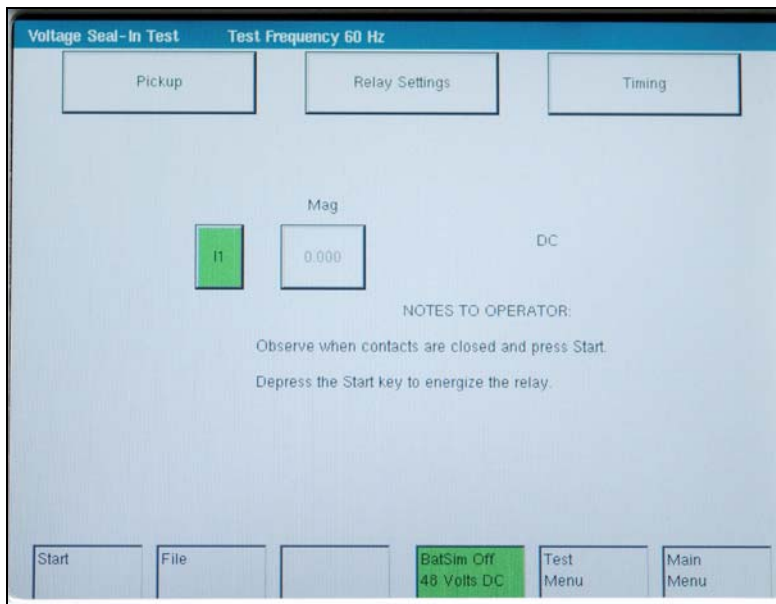 Voltage Seal-In Test Test Frequency 60 Hz
Pickup Relay Settings Timing
Mag
I1 0.000 DC
NOTES TO OPERATOR:
Observe when contacts are closed and press Start.
Depress the Start key to energize the relay.
Start File BatSim Off Test Main
48 Volts DC Menu Menu